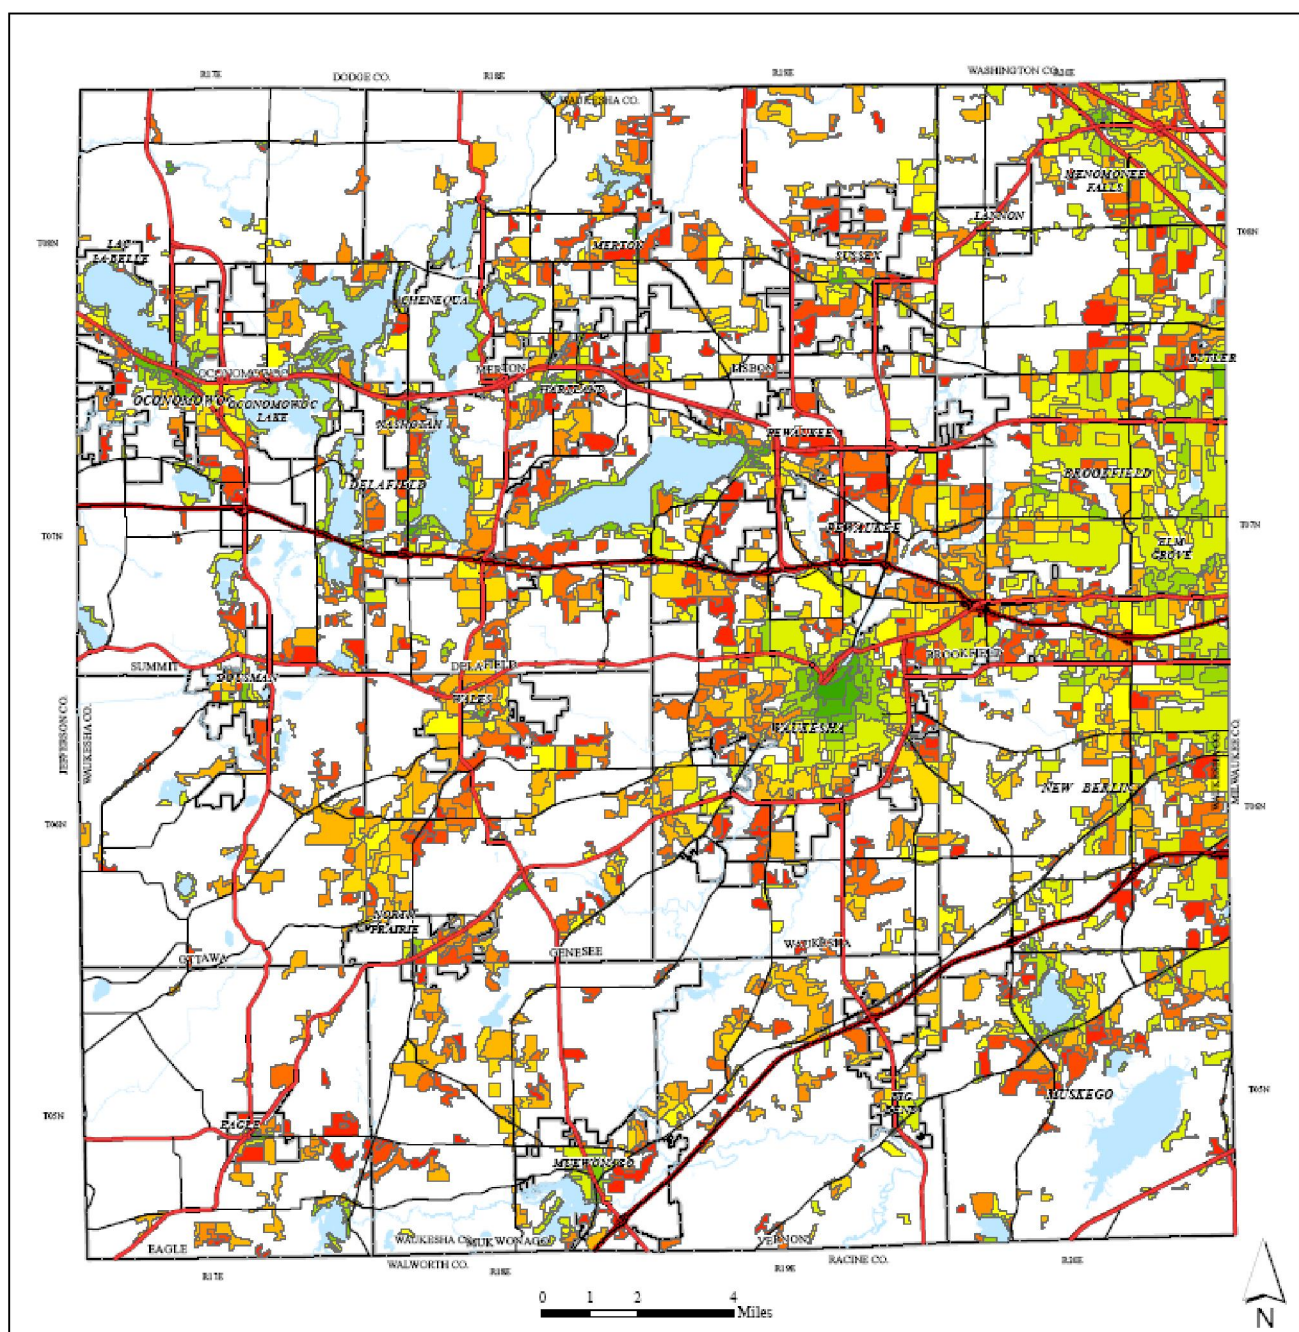 R17E
DODGE CO.
R18E
R19E
WASHINGTON CO.
R20E
WAUKESHA CO.
MENOMONEE
FALLS
LANNON
T08N
LAC
LA BELLE
MERTON
SUSSEX
T08N
CHENEQUA
BUTLER
OCONOMOWOC
MERTON
LISBON
OCONOMOWOC
OCONOMOWOC
LAKE
HARTLAND
NASHOTAH
PEWAUKEE
DELAFIELD
BROOKFIELD
T07N
PEWAUKEE
T07N
ELM
GROVE
SUMMIT
DELAFIELD
BROOKFIELD
DOUSMAN
WALES
WAUKESHA
JEFFERSON CO.
WAUKESHA CO.
WAUKESHA CO.
MILWAUKEE CO.
NEW BERLIN
T06N
T06N
NORTH
PRAIRIE
OTTAWA
GENESEE
WAUKESHA
T05N
EAGLE
BIG
BEND
MUSKEGO
T05N
MUKWONAGO
EAGLE
WAUKESHA CO.
MUKWONAGO
VERNON
WALWORTH CO.
RACINE CO.
R17E
R18E
R19E
R20E
0 1 2 4
Miles
N